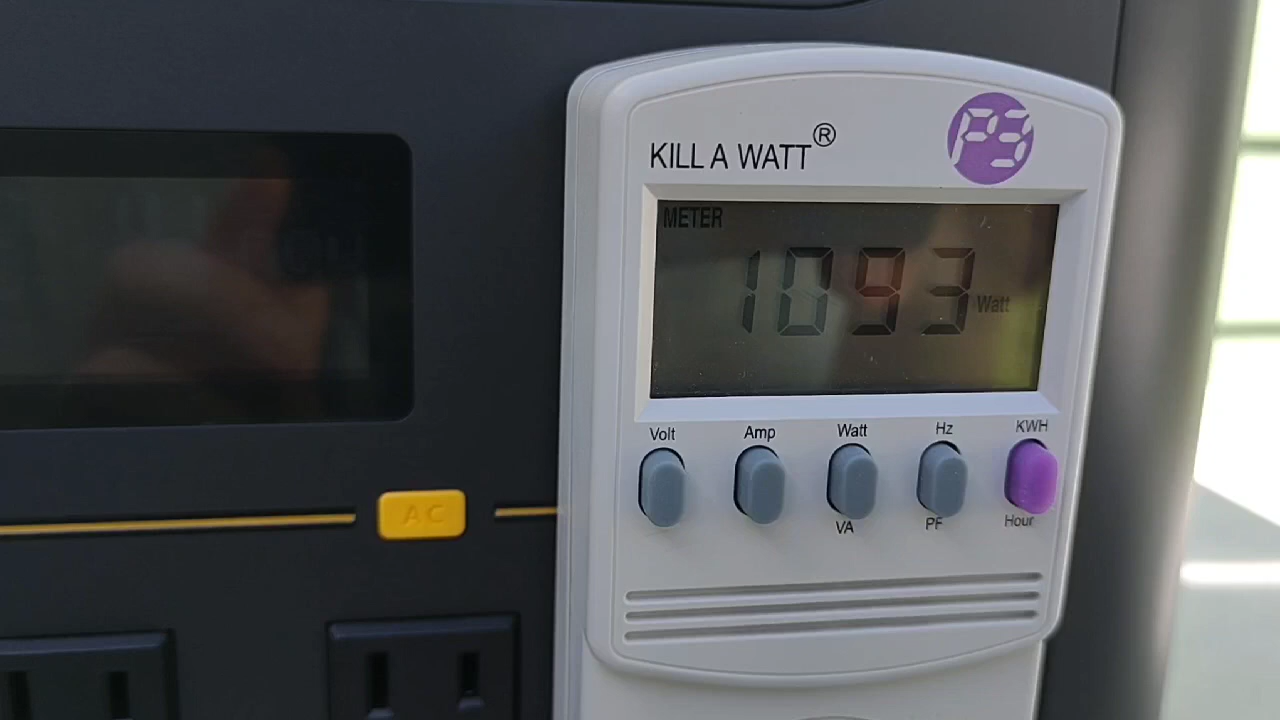 KILL A WATT®
P3
METER
1093 Watt
Volt Amp Watt Hz KWH
VA PF Hour
AC